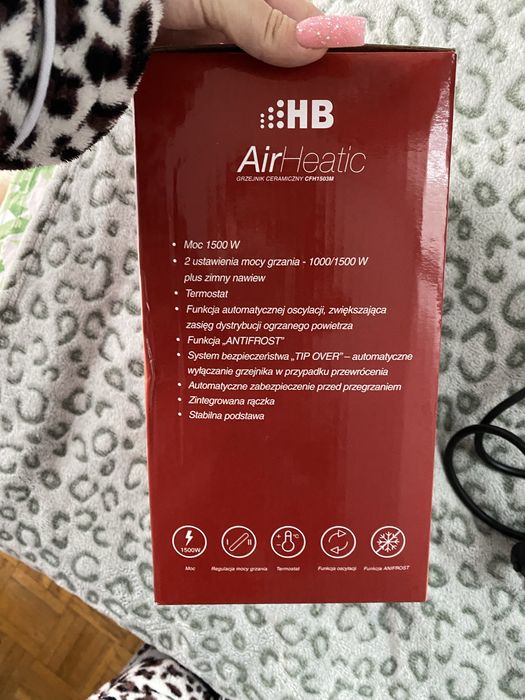 HB
AirHeatic
GRZEJNIK CERAMICZNY CFH1503M
• Moc 1500 W
• 2 ustawienia mocy grzania - 1000/1500 W
plus zimny nawiew
• Termostat
• Funkcja automatycznej oscylacji, zwiększająca
zasięg dystrybucji ogrzanego powietrza
• Funkcja „ANTIFROST"
• System bezpieczeństwa „TIP OVER" – automatyczne
wyłączanie grzejnika w przypadku przewrócenia
• Automatyczne zabezpieczenie przed przegrzaniem
• Zintegrowana rączka
• Stabilna podstawa
1500W
I II
+ - °C
Moc Regulacja mocy grzania Termostat Funkcja oscylacji Funkcja ANIFROST